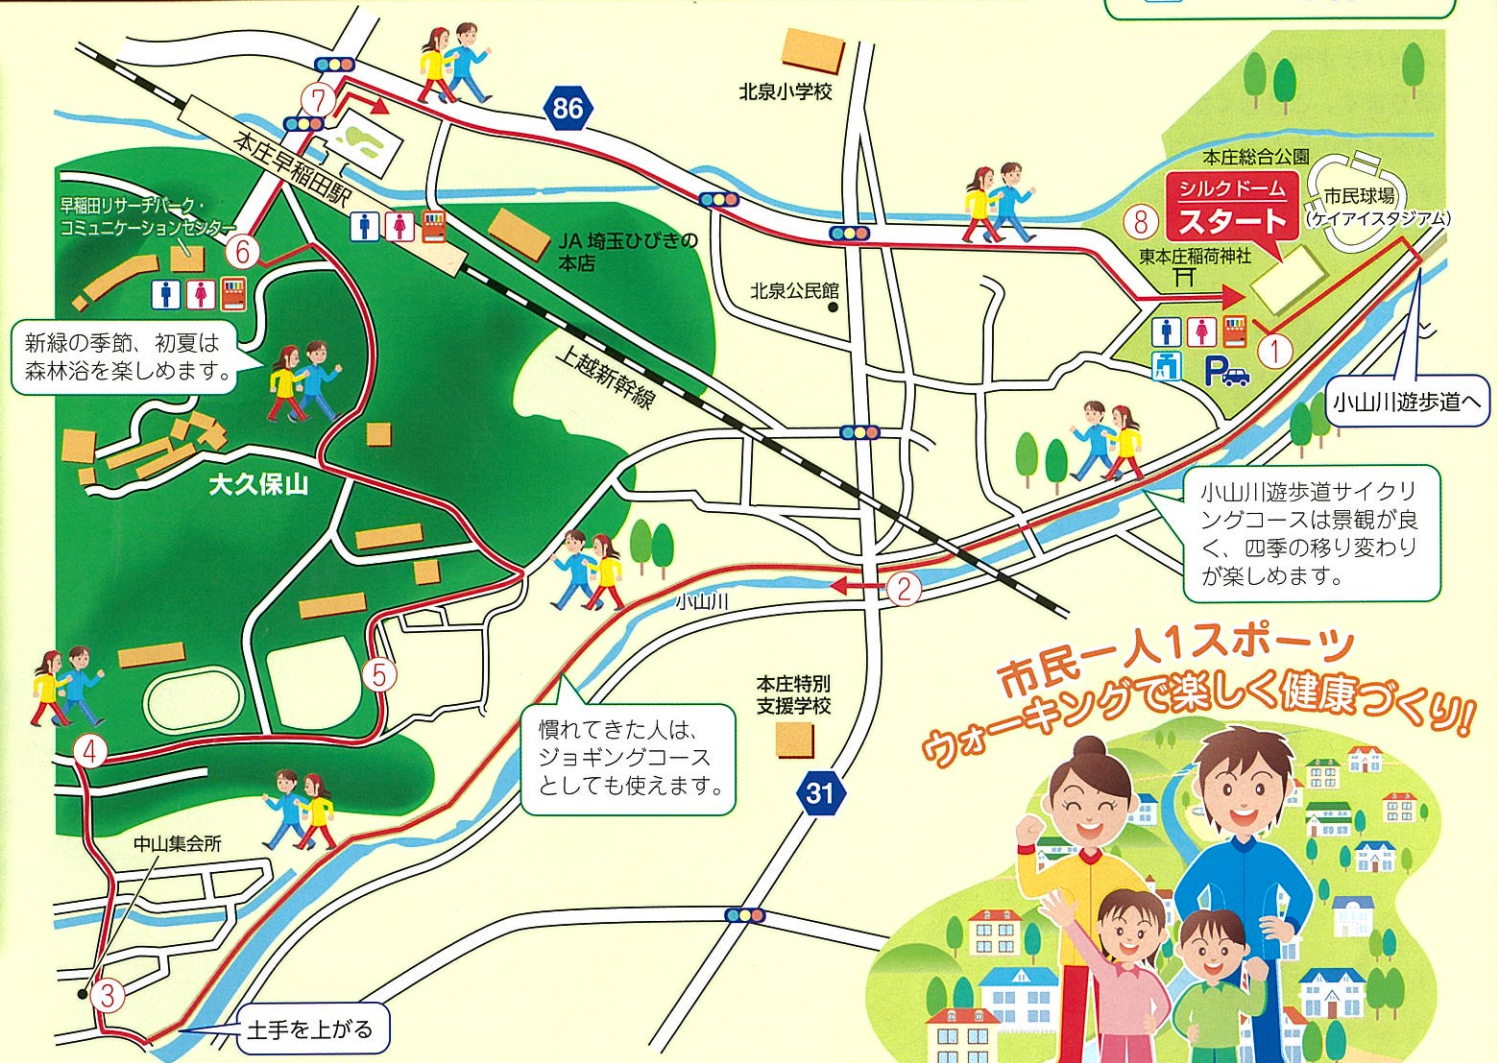 北泉小学校
86
⑦
本庄早稲田駅
早稲田リサーチパーク・
コミュニケーションセンター
⑥
JA 埼玉ひびきの
本店
本庄総合公園
シルクドーム
スタート
市民球場
(ケイアイスタジアム)
⑧
東本庄稲荷神社
北泉公民館
①
P
小山川遊歩道へ
新緑の季節、初夏は
森林浴を楽しめます。
上越新幹線
大久保山
小山川遊歩道サイクリ
ングコースは景観が良
く、四季の移り変わり
が楽しめます。
②
小山川
⑤
本庄特別
支援学校
市民一人1スポーツ
ウォーキングで楽しく健康づくり!
慣れてきた人は、
ジョギングコース
としても使えます。
④
31
中山集会所
③
土手を上がる